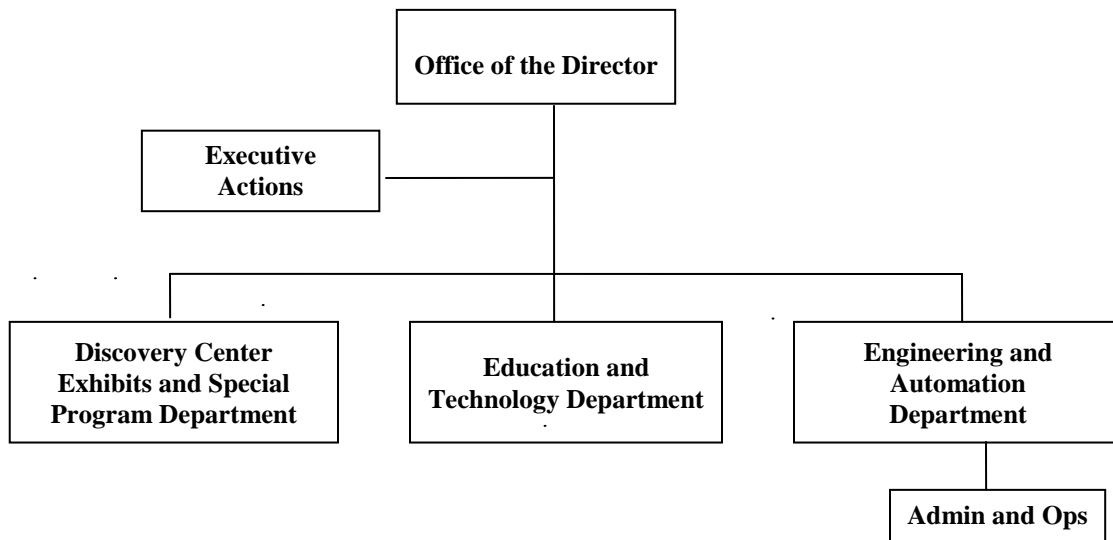 Office of the Director
Executive
Actions
Discovery Center
Exhibits and Special
Program Department
Education and
Technology Department
Engineering and
Automation
Department
Admin and Ops